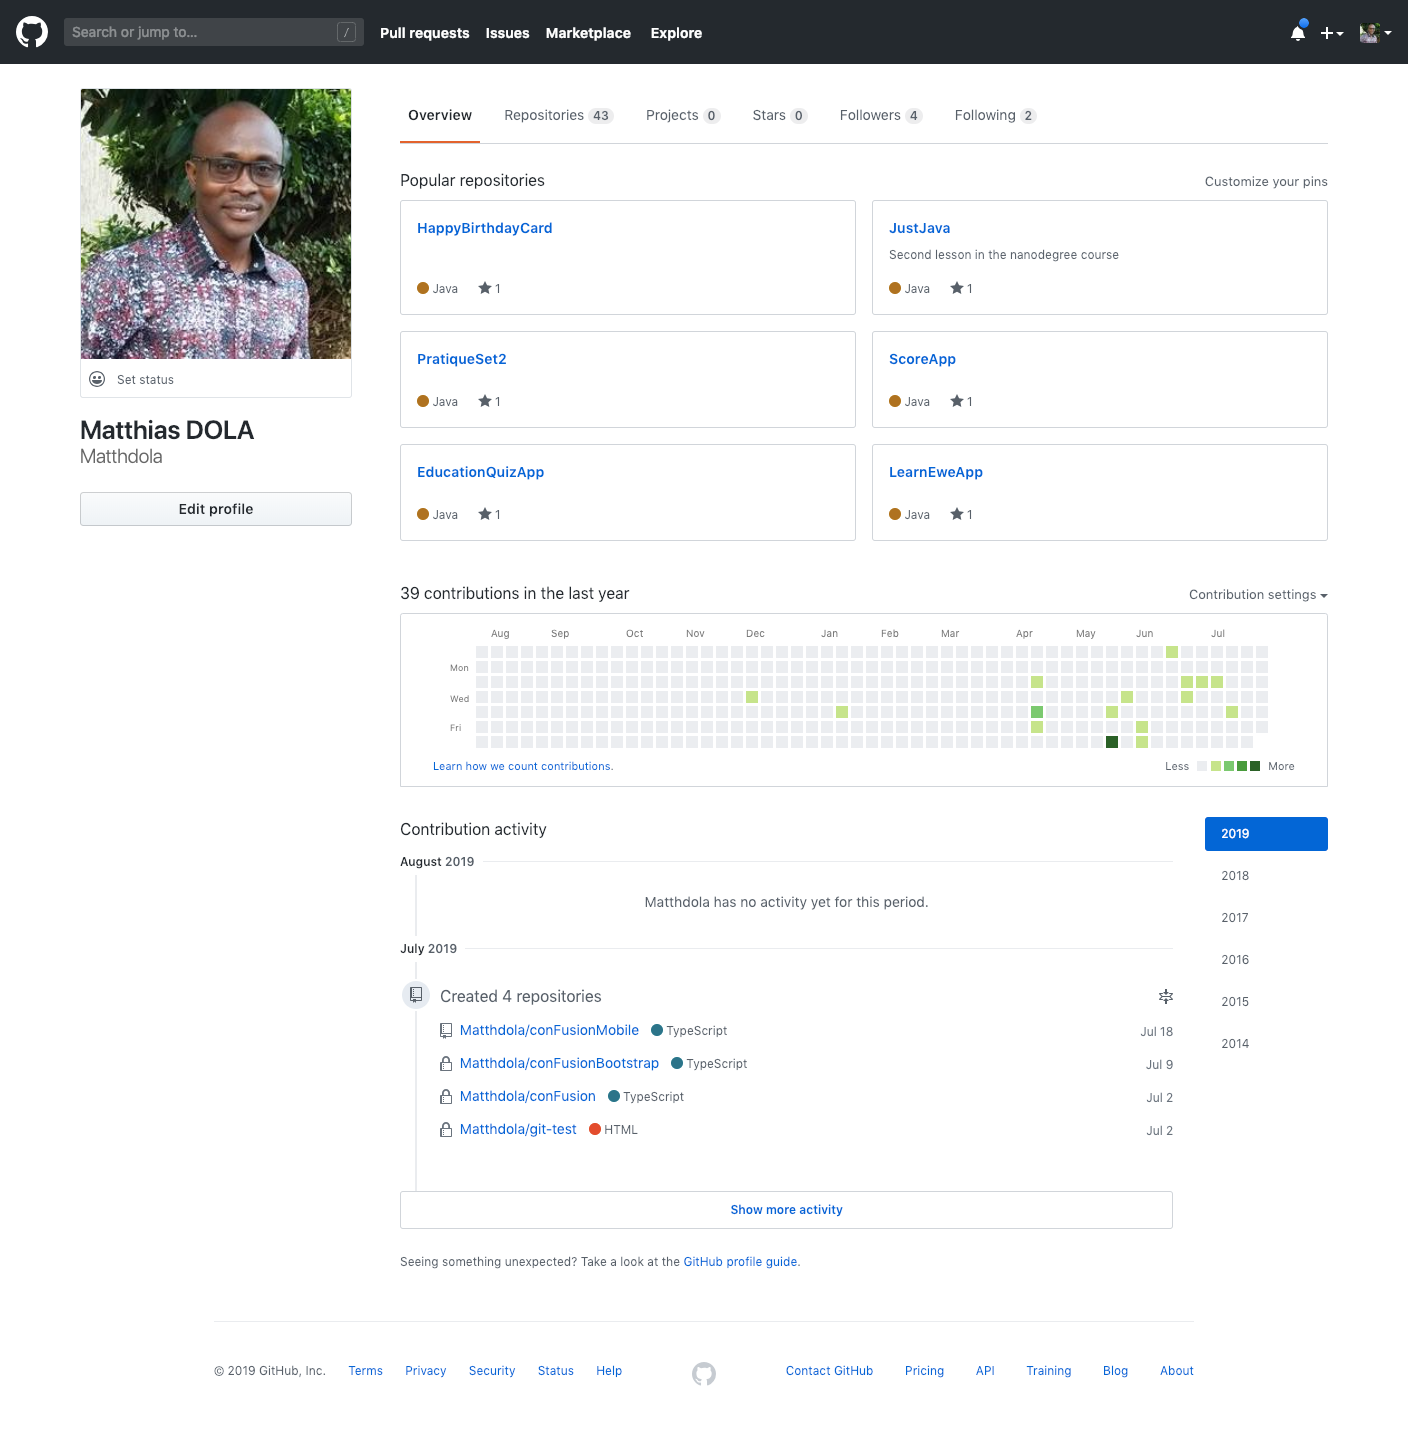 Search or jump to... /
Pull requests Issues Marketplace Explore
Overview Repositories 43 Projects 0 Stars 0 Followers 4 Following 2
Set status
Matthias DOLA
Matthdola
Edit profile
Popular repositories Customize your pins
HappyBirthdayCard
Java 1
JustJava
Second lesson in the nanodegree course
Java 1
PratiqueSet2
Java 1
ScoreApp
Java 1
EducationQuizApp
Java 1
LearnEweApp
Java 1
39 contributions in the last year Contribution settings
Aug Sep Oct Nov Dec Jan Feb Mar Apr May Jun Jul
Mon
Wed
Fri
Learn how we count contributions. Less More
Contribution activity
August 2019
Matthdola has no activity yet for this period.
July 2019
Created 4 repositories
Matthdola/conFusionMobile TypeScript Jul 18
Matthdola/conFusionBootstrap TypeScript Jul 9
Matthdola/conFusion TypeScript Jul 2
Matthdola/git-test HTML Jul 2
Show more activity
Seeing something unexpected? Take a look at the GitHub profile guide.
2019
2018
2017
2016
2015
2014
© 2019 GitHub, Inc. Terms Privacy Security Status Help Contact GitHub Pricing API Training Blog About